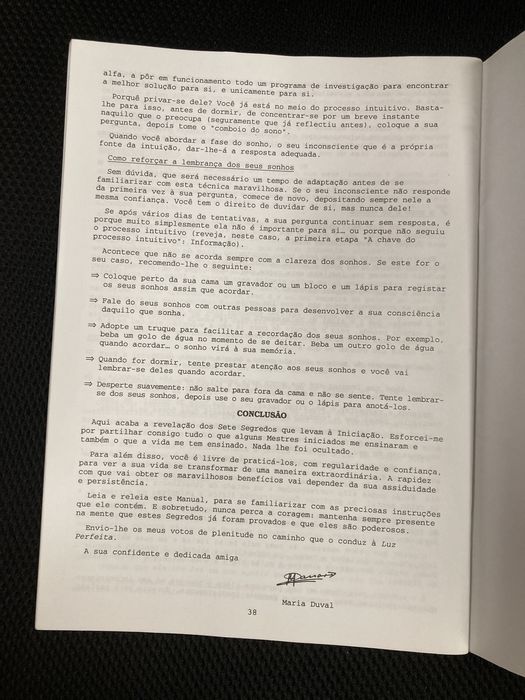 alfa, a pôr em funcionamento todo um programa de investigação para encontrar
a melhor solução para si, e unicamente para si.
Porquê privar-se dele? Você já está no meio do processo intuitivo. Basta-
lhe para isso, antes de dormir, de concentrar-se por um breve instante
naquilo que o preocupa (seguramente que já reflectiu antes), coloque a sua
pergunta, depois tome o "comboio do sono".
Quando você abordar a fase do sonho, o seu inconsciente que é a própria
fonte da intuição, dar-lhe-á a resposta adequada.
Como reforçar a lembrança dos seus sonhos
Sem dúvida, que será necessário um tempo de adaptação antes de se
familiarizar com esta técnica maravilhosa. Se o seu inconsciente não responde
da primeira vez à sua pergunta, comece de novo, depositando sempre nele a
mesma confiança. Você tem o direito de duvidar de si, mas nunca dele!
Se após vários dias de tentativas, a sua pergunta continuar sem resposta, é
porque muito simplesmente ela não é importante para si… ou porque não seguiu
o processo intuitivo (reveja, neste caso, a primeira etapa "A chave do
processo intuitivo": Informação).
Acontece que não se acorda sempre com a clareza dos sonhos. Se este for o
seu caso, recomendo-lhe o seguinte:
⇒ Coloque perto da sua cama um gravador ou um bloco e um lápis para registar
os seus sonhos assim que acordar.
⇒ Fale do seus sonhos com outras pessoas para desenvolver a sua consciência
daquilo que sonha.
⇒ Adopte um truque para facilitar a recordação dos seus sonhos. Por exemplo,
beba um golo de água no momento de se deitar. Beba um outro golo de água
quando acordar… o sonho virá à sua memória.
⇒ Quando for dormir, tente prestar atenção aos seus sonhos e você vai
lembrar-se deles quando acordar.
⇒ Desperte suavemente: não salte para fora da cama e não se sente. Tente lembrar-
se dos seus sonhos, depois use o seu gravador ou o lápis para anotá-los.
CONCLUSÃO
Aqui acaba a revelação dos Sete Segredos que levam à Iniciação. Esforcei-me
por partilhar consigo tudo o que alguns Mestres iniciados me ensinaram e
também o que a vida me tem ensinado. Nada lhe foi ocultado.
Para além disso, você é livre de praticá-los, com regularidade e confiança,
para ver a sua vida se transformar de uma maneira extraordinária. A rapidez
com que vai obter os maravilhosos benefícios vai depender da sua assiduidade
e persistência.
Leia e releia este Manual, para se familiarizar com as preciosas instruções
que ele contém. E sobretudo, nunca perca a coragem: mantenha sempre presente
na mente que estes Segredos já foram provados e que eles são poderosos.
Envio-lhe os meus votos de plenitude no caminho que o conduz à Luz
Perfeita.
A sua confidente e dedicada amiga
Maria Duval
38